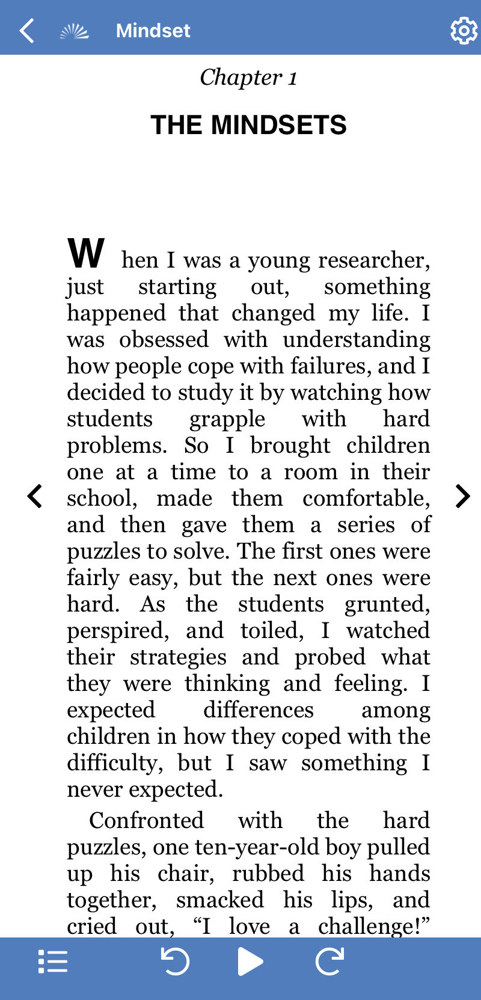 Mindset
Chapter 1
THE MINDSETS
When I was a young researcher,
just starting out, something
happened that changed my life. I
was obsessed with understanding
how people cope with failures, and I
decided to study it by watching how
students grapple with hard
problems. So I brought children
one at a time to a room in their
school, made them comfortable,
and then gave them a series of
puzzles to solve. The first ones were
fairly easy, but the next ones were
hard. As the students grunted,
perspired, and toiled, I watched
their strategies and probed what
they were thinking and feeling. I
expected differences among
children in how they coped with the
difficulty, but I saw something I
never expected.
Confronted with the hard
puzzles, one ten-year-old boy pulled
up his chair, rubbed his hands
together, smacked his lips, and
cried out, “I love a challenge!”